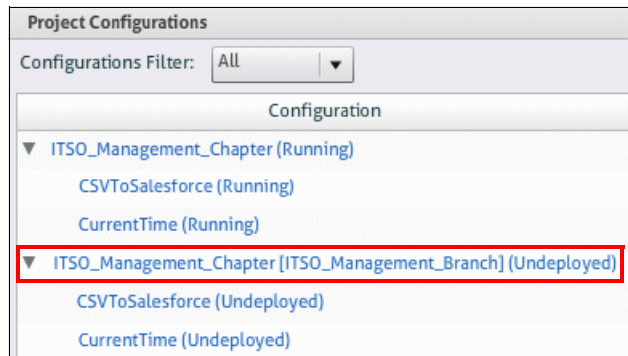 Project Configurations
Configurations Filter: All
Configuration
ITSO_Management_Chapter (Running)
CSVToSalesforce (Running)
CurrentTime (Running)
ITSO_Management_Chapter [ITSO_Management_Branch] (Undeployed)
CSVToSalesforce (Undeployed)
CurrentTime (Undeployed)